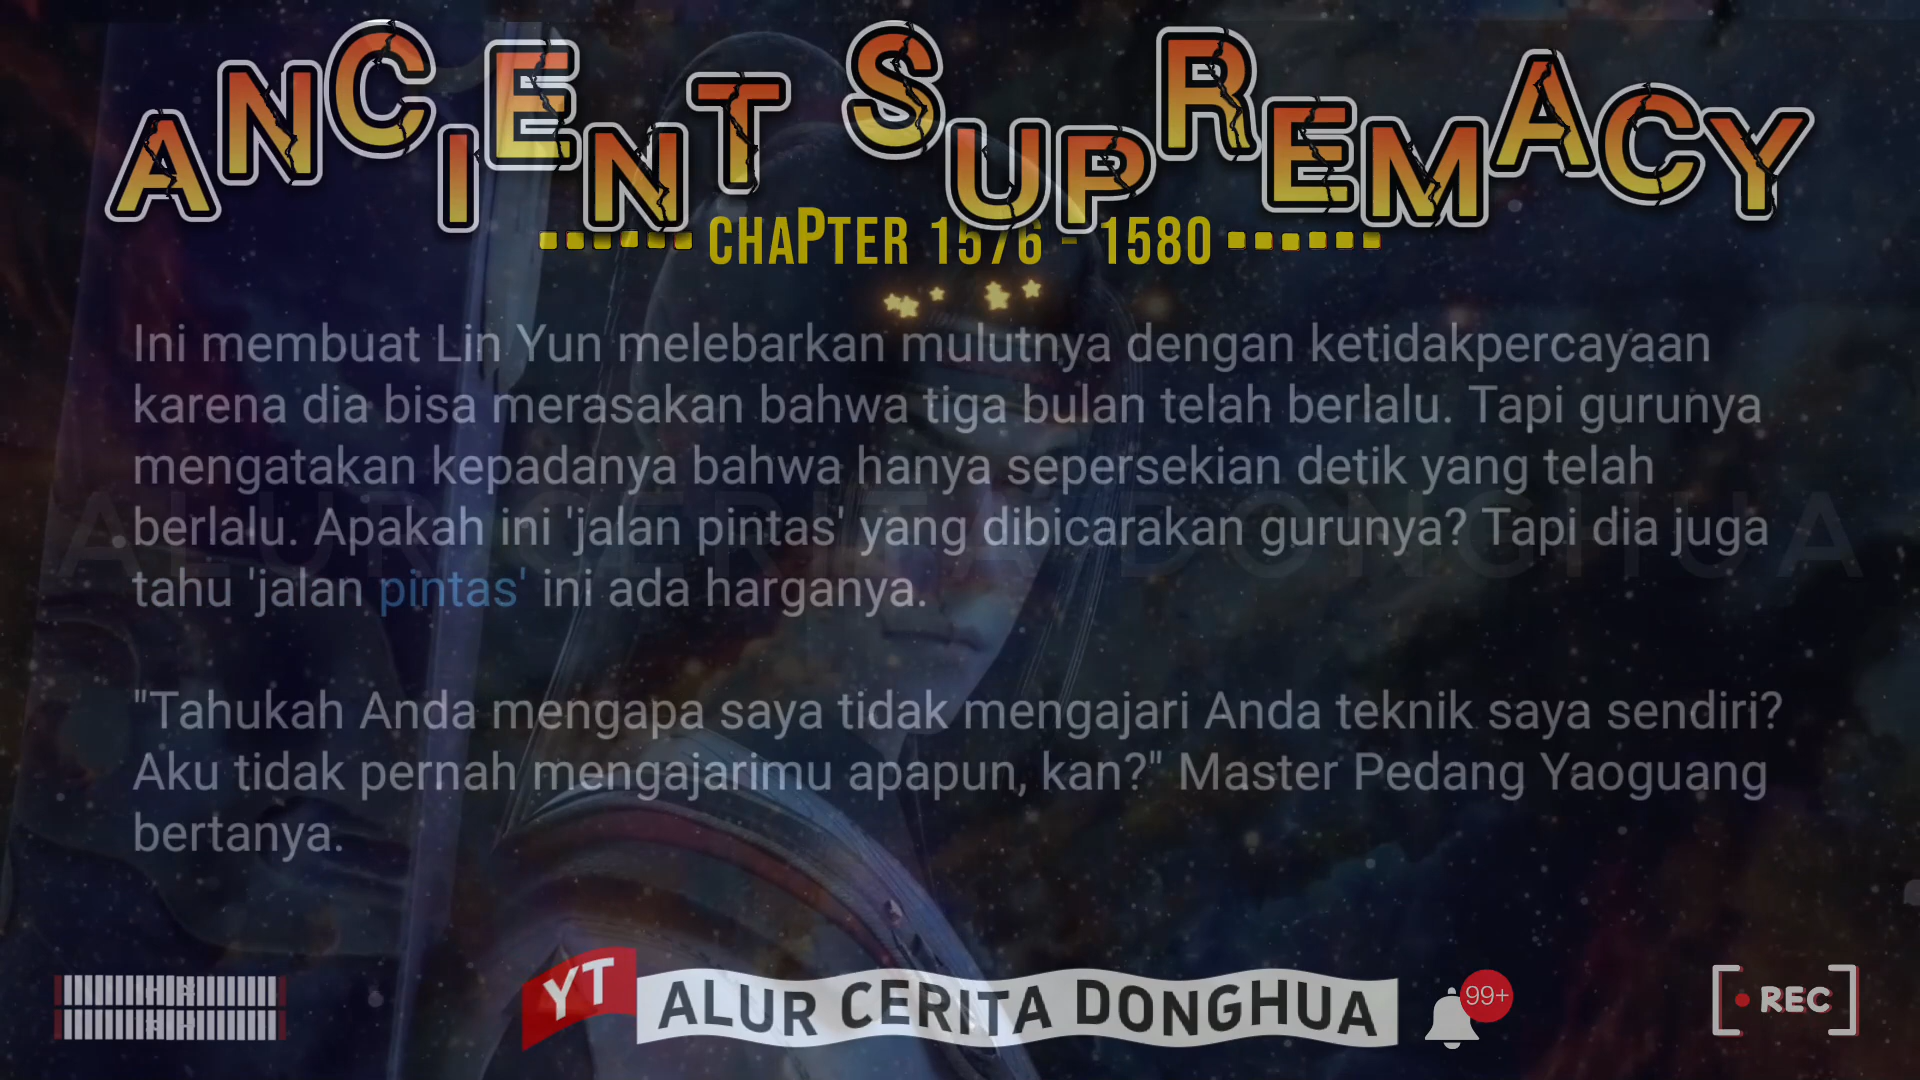 ANCIENT SUPREMACY
CHAPTER 1576 - 1580
Ini membuat Lin Yun melebarkan mulutnya dengan ketidakpercayaan
karena dia bisa merasakan bahwa tiga bulan telah berlalu. Tapi gurunya
mengatakan kepadanya bahwa hanya sepersekian detik yang telah
berlalu. Apakah ini 'jalan pintas' yang dibicarakan gurunya? Tapi dia juga
tahu 'jalan pintas' ini ada harganya.
ALUR CERITA DONGHUA
"Tahukah Anda mengapa saya tidak mengajari Anda teknik saya sendiri?
Aku tidak pernah mengajarimu apapun, kan?" Master Pedang Yaoguang
bertanya.
YT ALUR CERITA DONGHUA
99+
REC